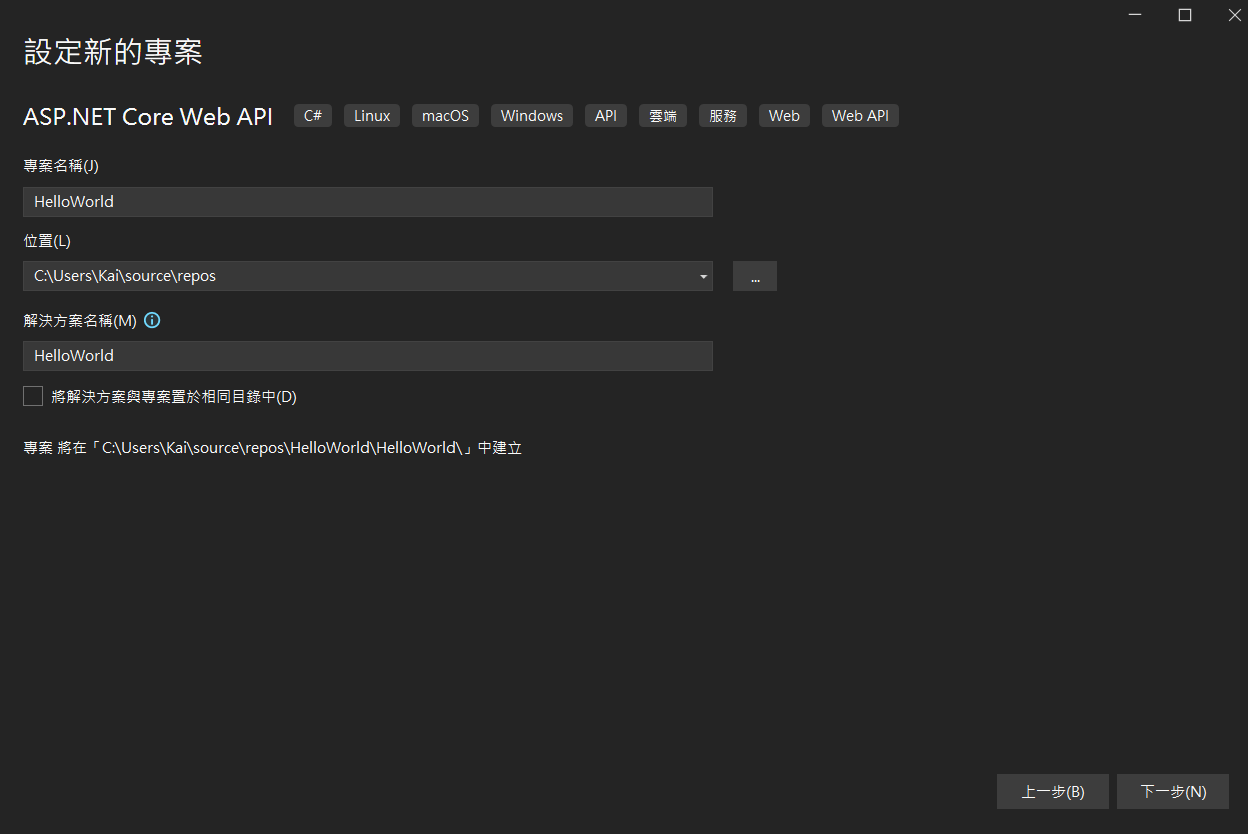 設定新的專案
ASP.NET Core Web API C# Linux macOS Windows API 雲端 服務 Web Web API
專案名稱(J)
HelloWorld
位置(L)
C:\Users\Kai\source\repos
...
解決方案名稱(M)
HelloWorld
將解決方案與專案置於相同目錄中(D)
專案 將在「C:\Users\Kai\source\repos\HelloWorld\HelloWorld\」中建立
上一步(B) 下一步(N)